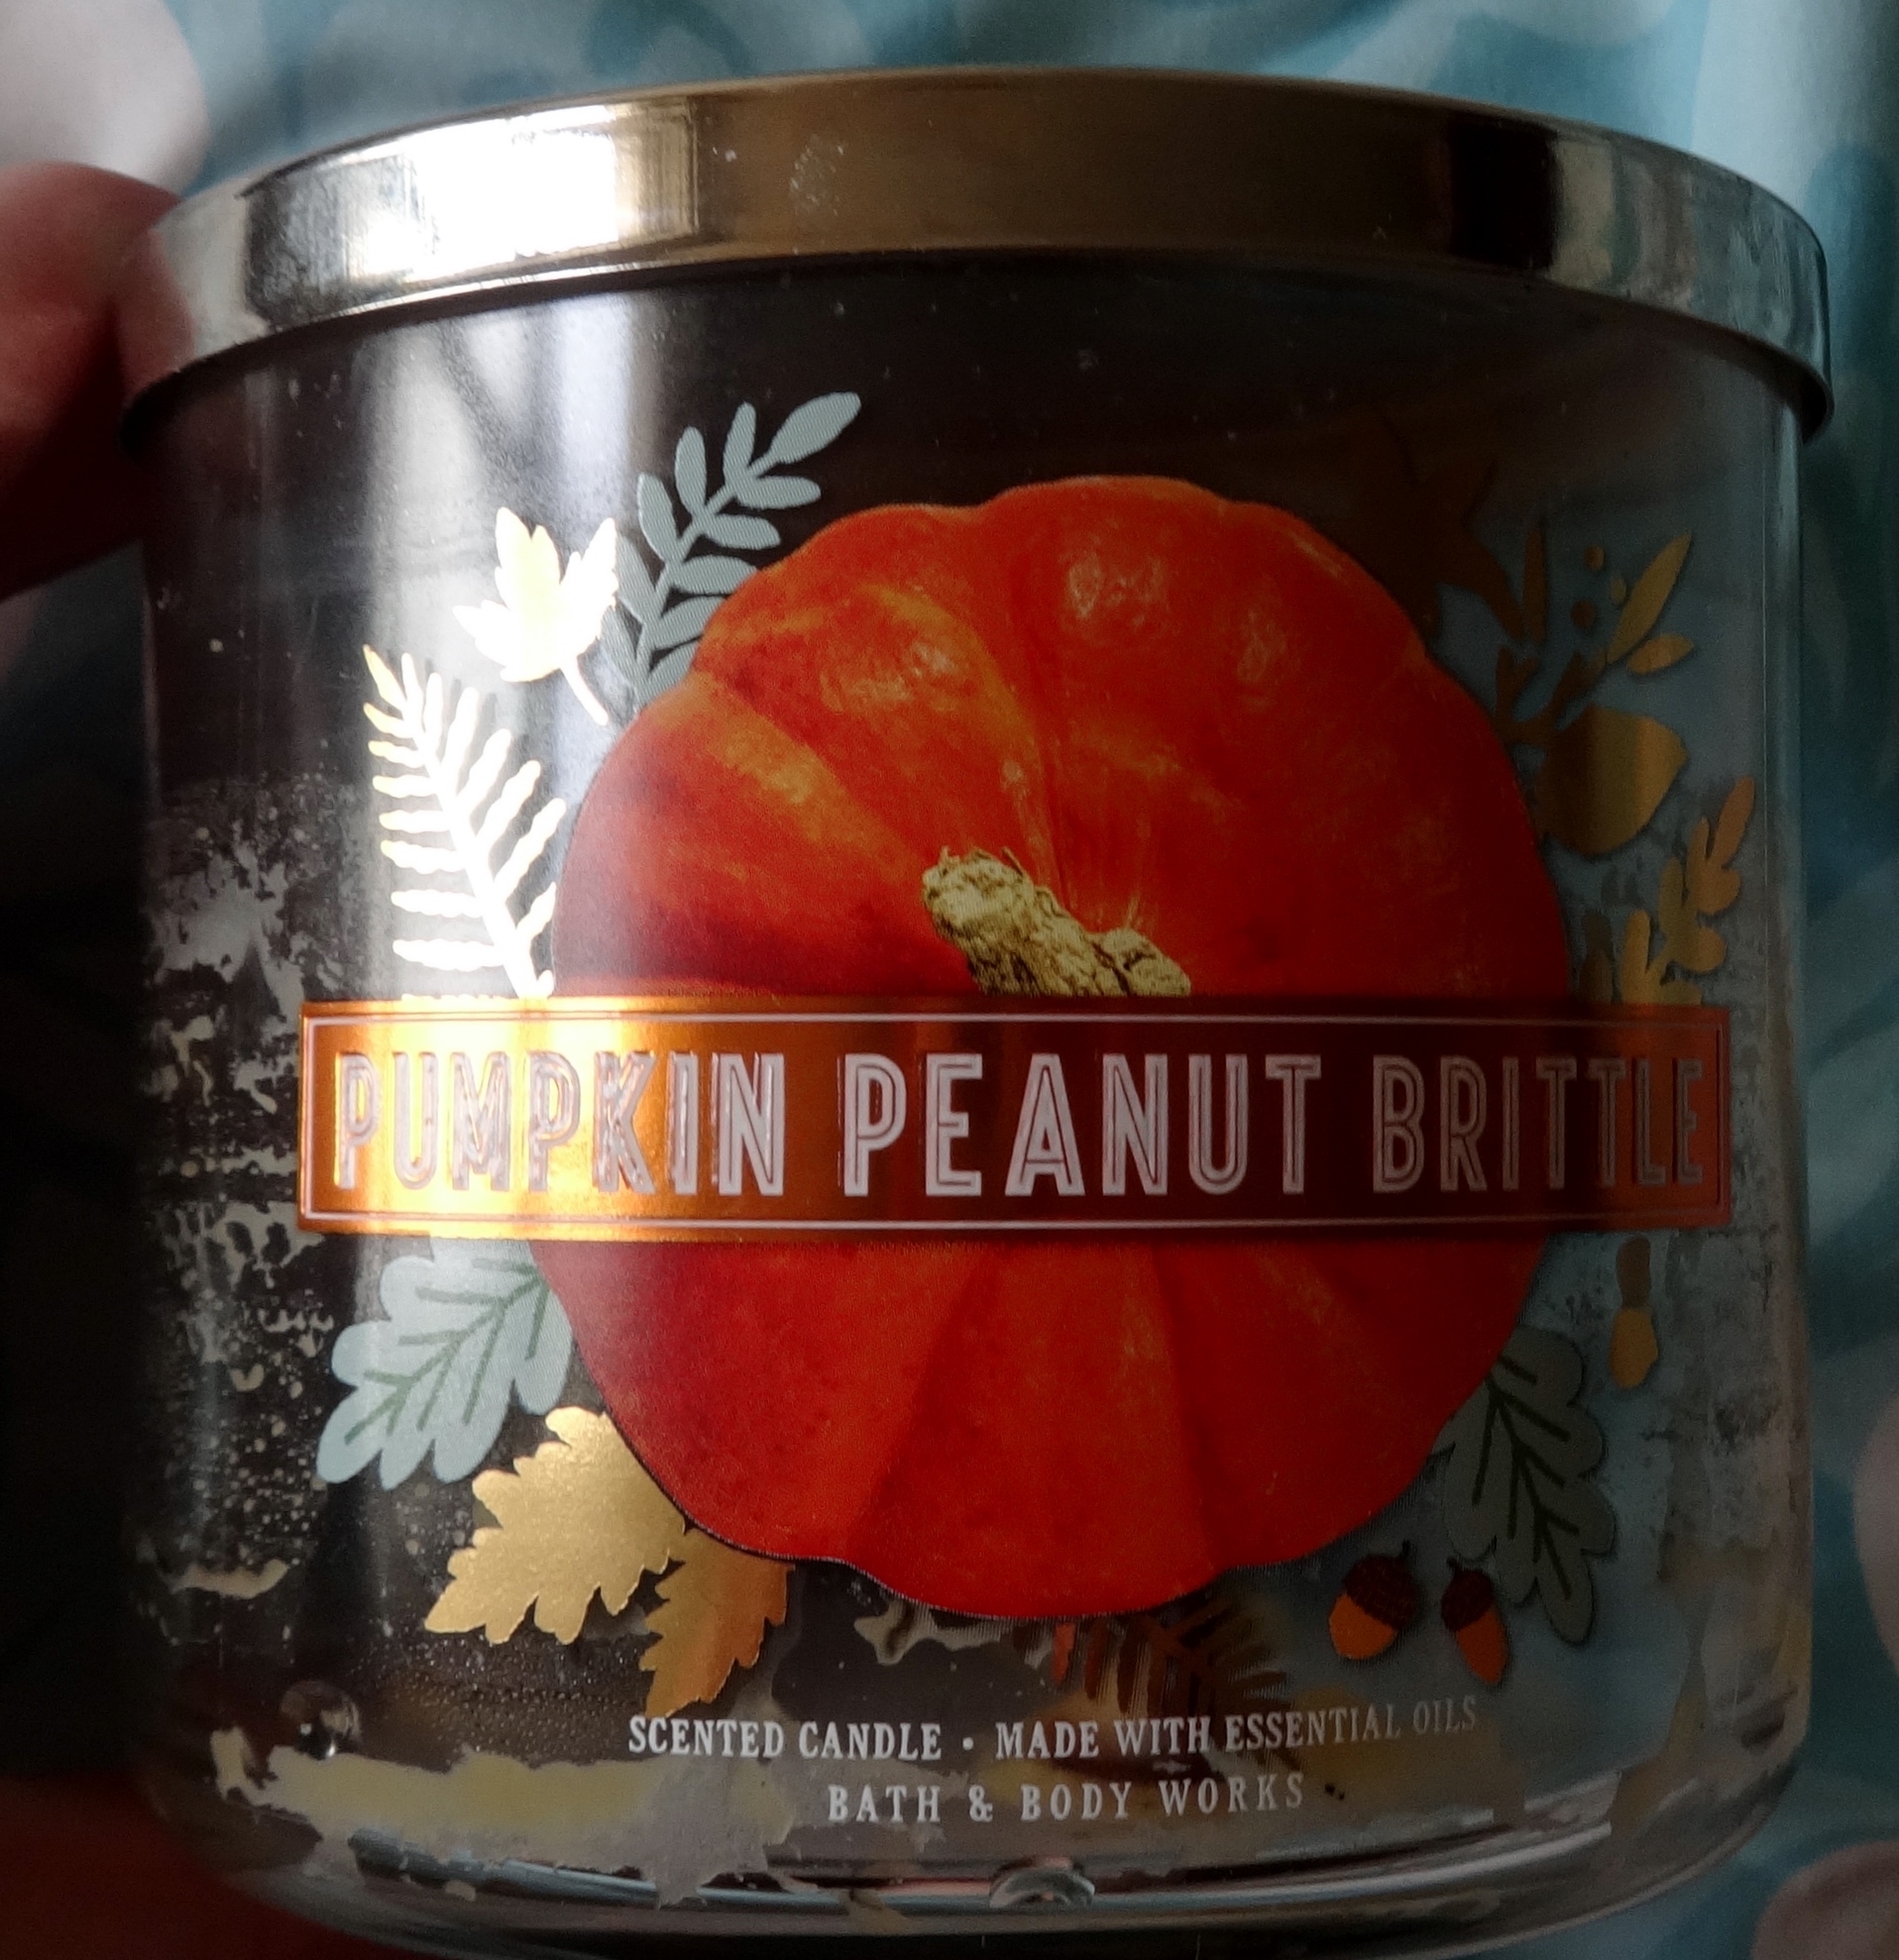 PUMPKIN PEANUT BRITTLE
SCENTED CANDLE • MADE WITH ESSENTIAL OILS
BATH & BODY WORKS